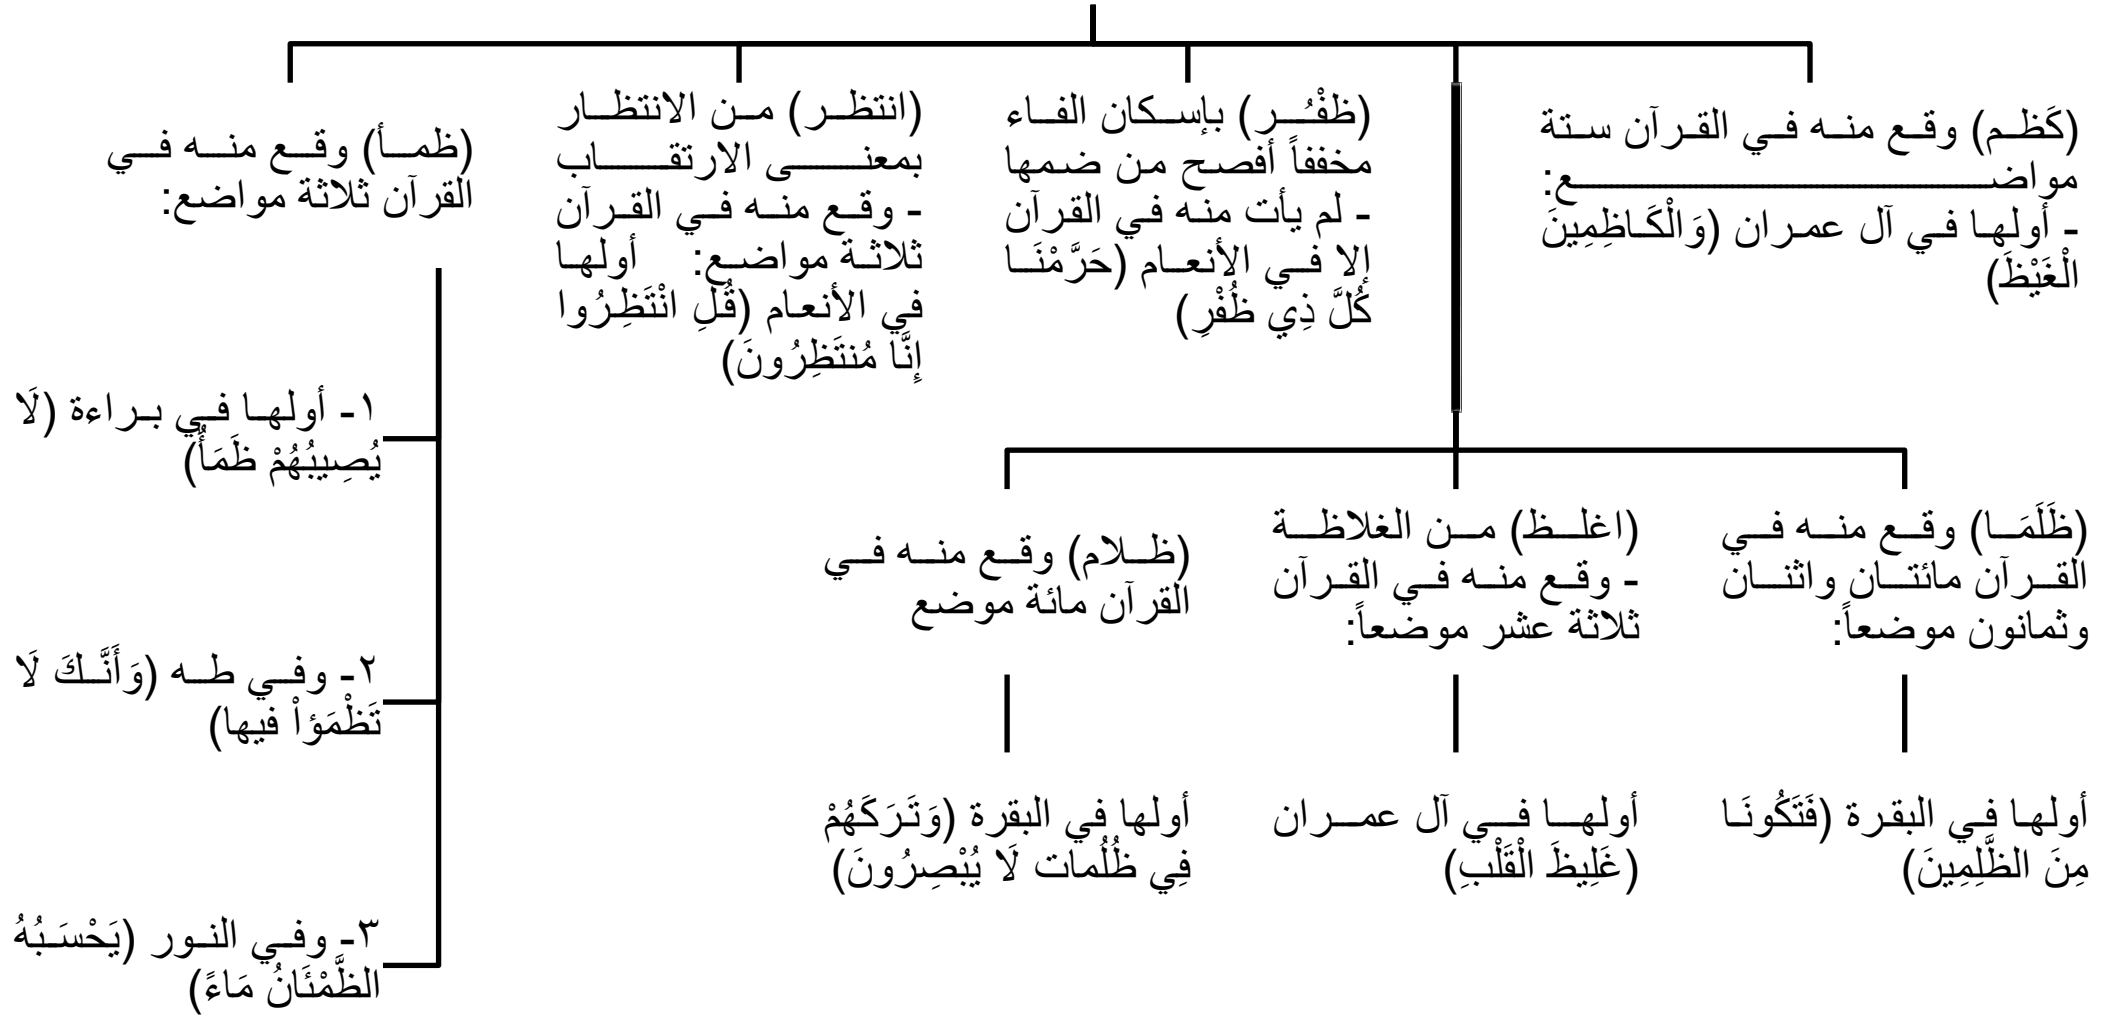 (كَظم) وقع منه في القرآن ستة
مواضع:
- أولها في آل عمران (وَالْكَاظِمِينَ
الْغَيْظَ)
(ظفْـُر) بإسكان الفاء
مخففاً أفصح من ضمها
- لم يأت منه في القرآن
إلا في الأنعام (حَرَّمْنَا
كُلَّ ذِي ظُفْرٍ)
(انتظر) من الانتظار
بمعنى الارتقاب
- وقع منه في القرآن
ثلاثة مواضع: أولها
في الأنعام (قُلِ انْتَظِرُوا
إِنَّا مُنتَظِرُونَ)
(ظمأ) وقع منه في
القرآن ثلاثة مواضع:
١- أولها في براءة (لَا
يُصِيبُهُمْ ظَمَأٌ)
٢- وفي طه (وَأَنَّكَ لَا
تَظْمَؤاْ فيها)
٣- وفي النور (يَحْسَبُهُ
الظَّمْئَانُ مَاءً)
(ظَلَمَا) وقع منه في
القرآن مائتان واثنان
وثمانون موضعاً:
أولها في البقرة (فَتَكُونَا
مِنَ الظَّلِمِينَ)
(اغلظ) من الغلاظة
- وقع منه في القرآن
ثلاثة عشر موضعاً:
أولها في آل عمران
(غَلِيظَ الْقَلْبِ)
(ظلام) وقع منه في
القرآن مائة موضع
أولها في البقرة (وَتَرَكَهُمْ
فِي ظُلُمات لَا يُبْصِرُونَ)